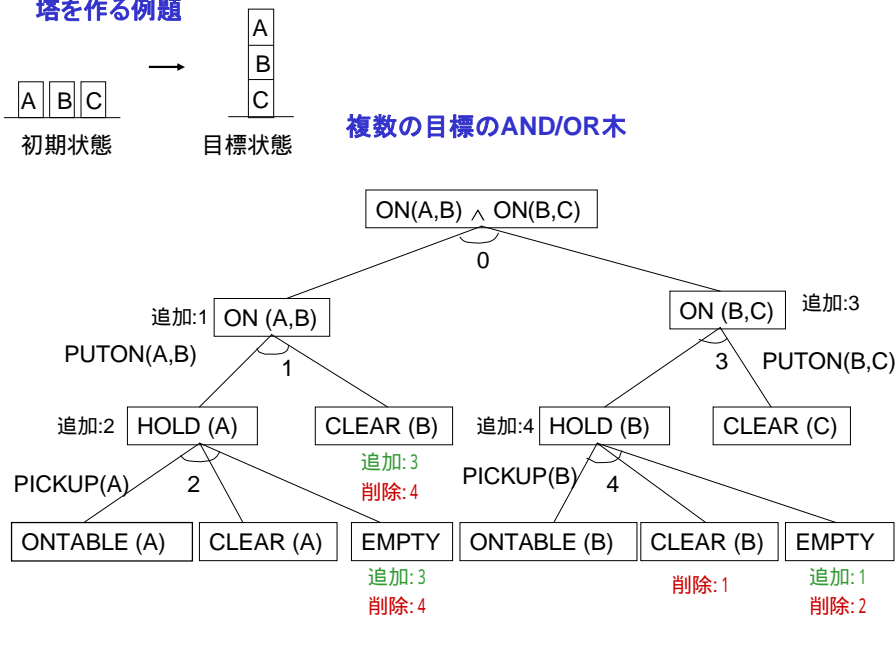 塔を作る例題
A
B
C
A B C
初期状態
目標状態
複数の目標のAND/OR木
ON(A,B) ∧ ON(B,C)
0
追加:1
ON (A,B)
ON (B,C)
追加:3
PUTON(A,B)
1
3
PUTON(B,C)
追加:2
HOLD (A)
CLEAR (B)
追加:4
HOLD (B)
CLEAR (C)
追加:3
削除:4
PICKUP(A)
2
PICKUP(B)
4
ONTABLE (A)
CLEAR (A)
EMPTY
ONTABLE (B)
CLEAR (B)
EMPTY
追加:3
削除:4
削除:1
追加:1
削除:2